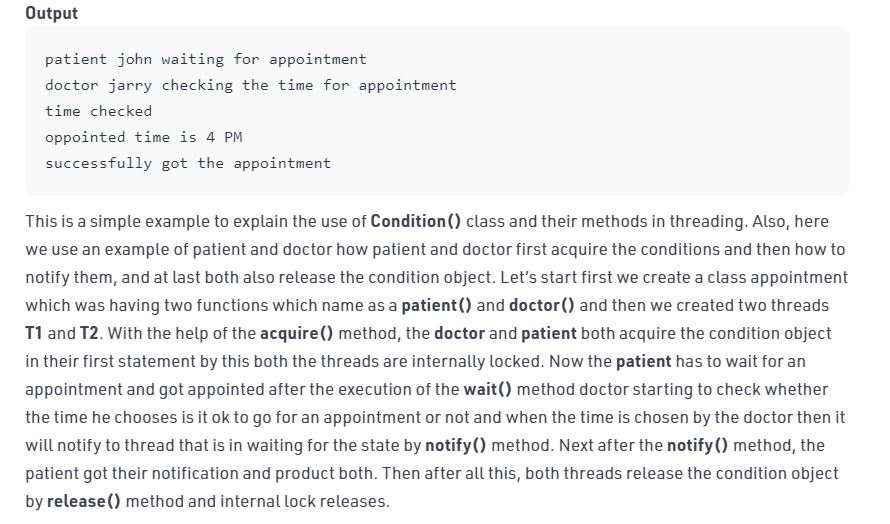 Output
patient john waiting for appointment
doctor jarry checking the time for appointment
time checked
oppointed time is 4 PM
successfully got the appointment
This is a simple example to explain the use of Condition() class and their methods in threading. Also, here
we use an example of patient and doctor how patient and doctor first acquire the conditions and then how to
notify them, and at last both also release the condition object. Let’s start first we create a class appointment
which was having two functions which name as a patient() and doctor() and then we created two threads
T1 and T2. With the help of the acquire() method, the doctor and patient both acquire the condition object
in their first statement by this both the threads are internally locked. Now the patient has to wait for an
appointment and got appointed after the execution of the wait() method doctor starting to check whether
the time he chooses is it ok to go for an appointment or not and when the time is chosen by the doctor then it
will notify to thread that is in waiting for the state by notify() method. Next after the notify() method, the
patient got their notification and product both. Then after all this, both threads release the condition object
by release() method and internal lock releases.